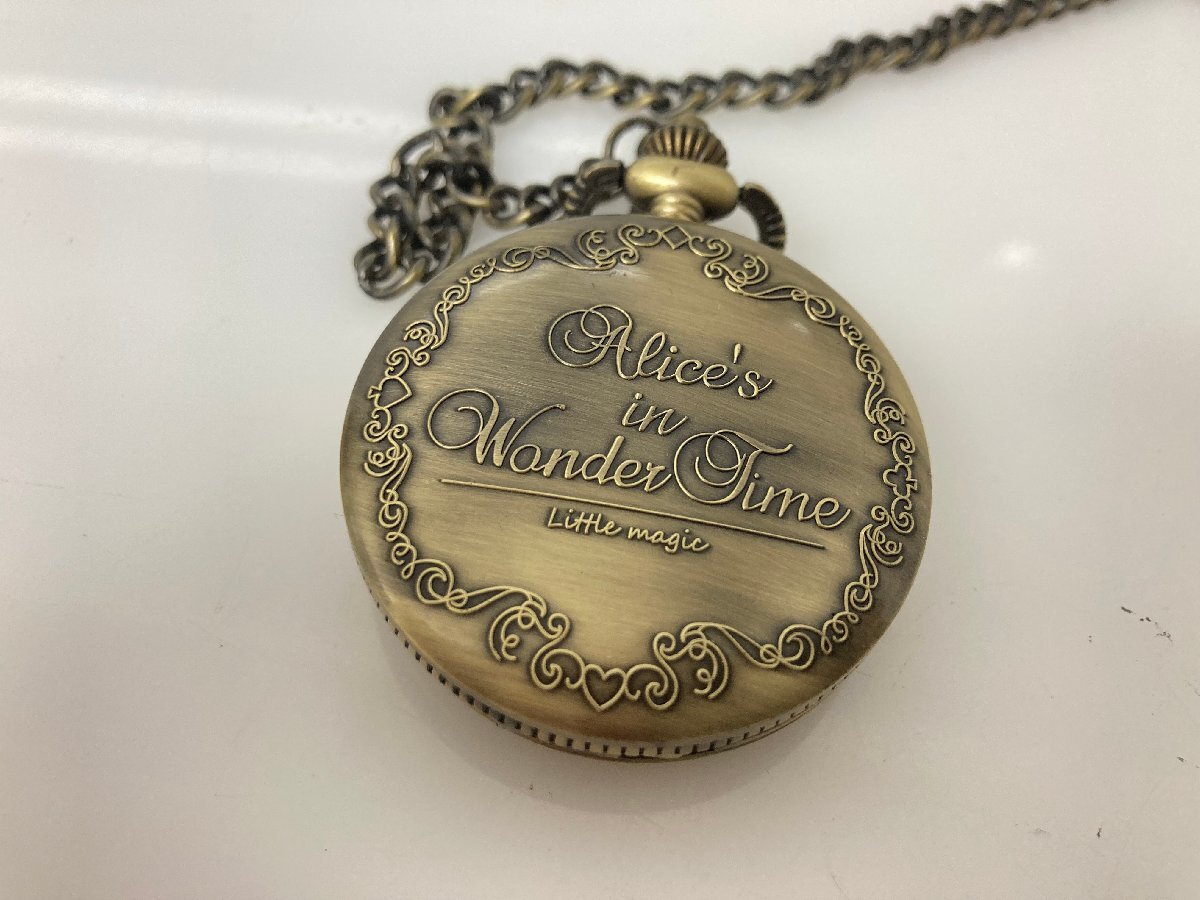 Alice's
in
Wonder Time
Little magic